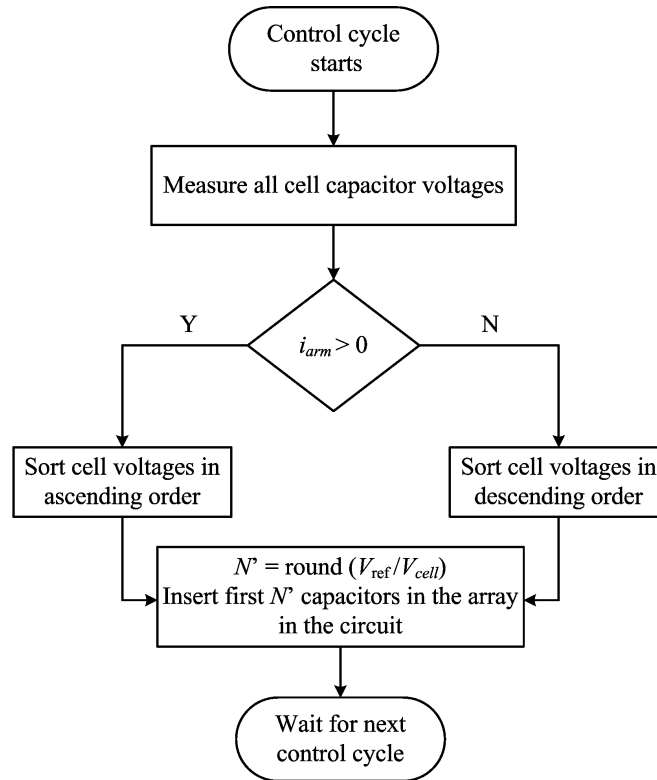 Control cycle
starts
Measure all cell capacitor voltages
Y
N
i_arm > 0
Sort cell voltages in
ascending order
Sort cell voltages in
descending order
N’ = round (V_ref/V_cell)
Insert first N’ capacitors in the array
in the circuit
Wait for next
control cycle